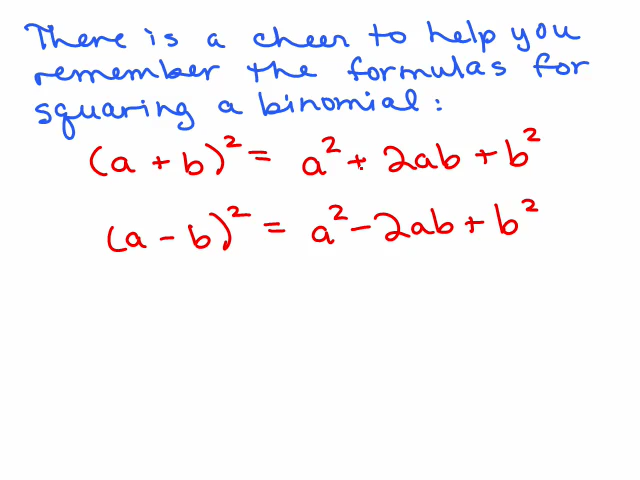 There is a cheer to help you
remember the formulas for
squaring a binomial:
(a + b)² = a² + 2ab + b²
(a - b)² = a² - 2ab + b²